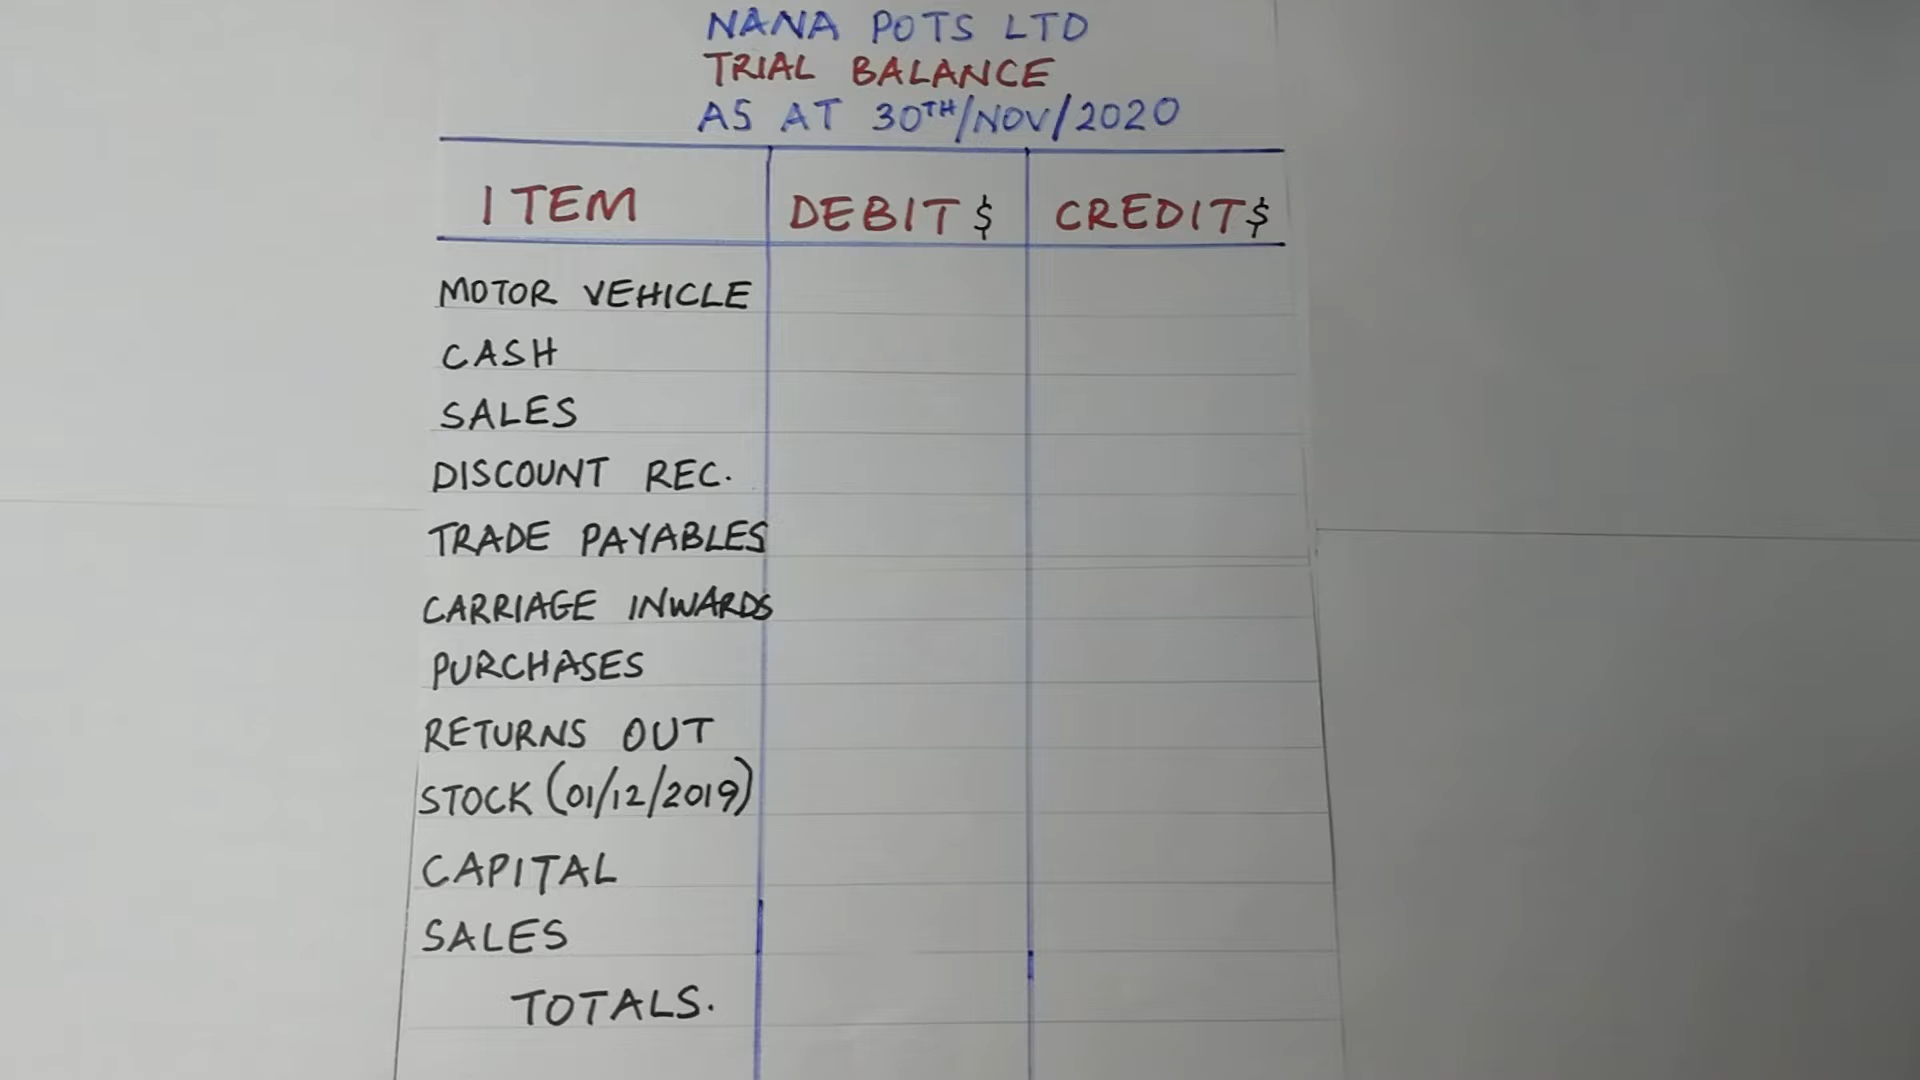 NANA POTS LTD
TRIAL BALANCE
AS AT 30TH/NOV/2020
ITEM DEBIT $ CREDIT $
MOTOR VEHICLE
CASH
SALES
DISCOUNT REC.
TRADE PAYABLES
CARRIAGE INWARDS
PURCHASES
RETURNS OUT
STOCK (01/12/2019)
CAPITAL
SALES
TOTALS.